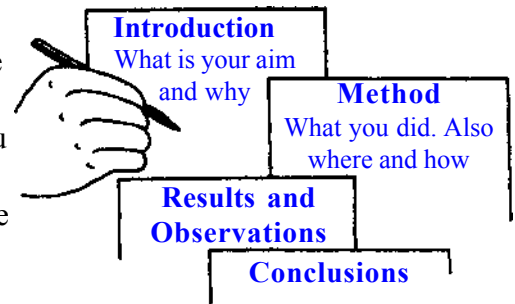 Introduction
What is your aim
and why
Method
What you did. Also
where and how
Results and
Observations
Conclusions
e
u
e